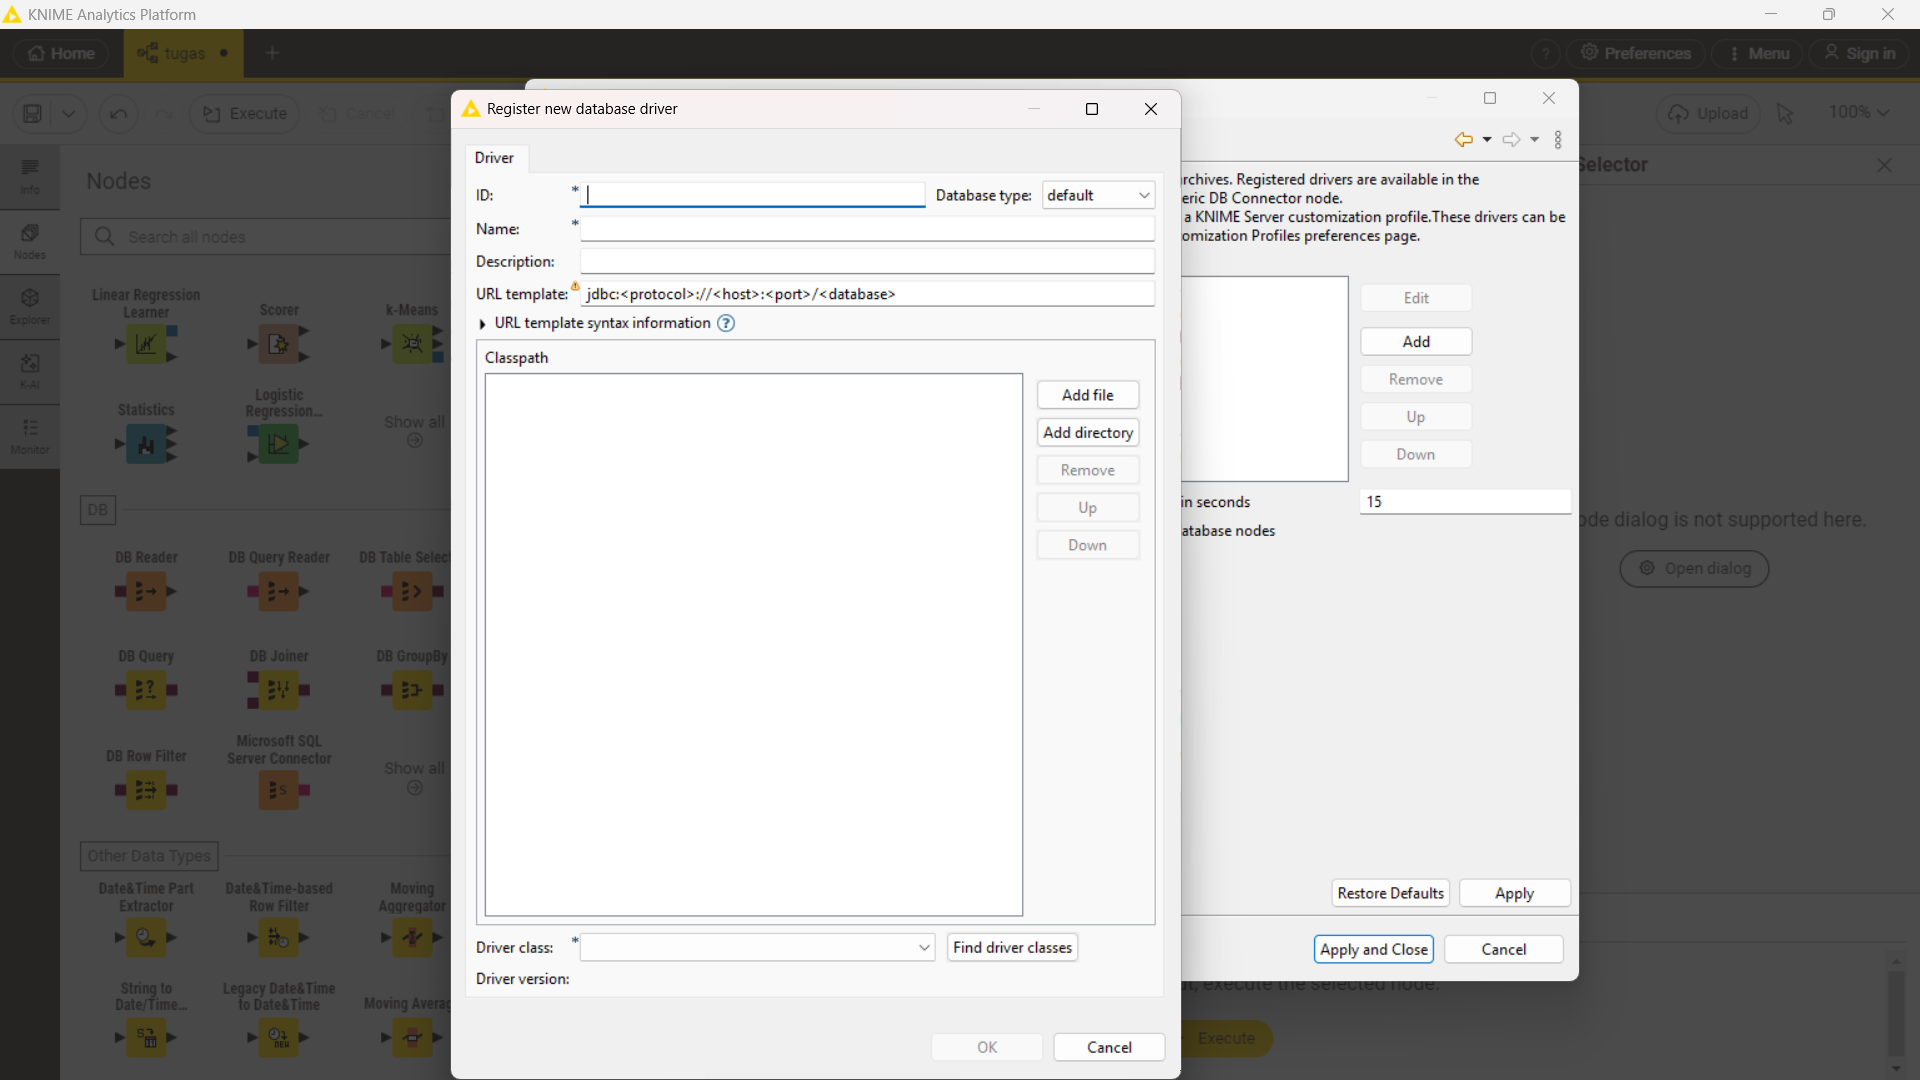 KNIME Analytics Platform
Home
tugas
Preferences
Menu
Sign in
Execute
Cancel
Upload
100%
Register new database driver
Driver
ID: *
Database type: default
Name: *
Description:
URL template: jdbc:<protocol>://<host>:<port>/<database>
URL template syntax information
Classpath
Add file
Add directory
Remove
Up
Down
Driver class: *
Find driver classes
Driver version:
OK
Cancel
Info
Nodes
Explorer
K-AI
Monitor
Nodes
Search all nodes
Linear Regression
Learner
Scorer
k-Means
Statistics
Logistic
Regression...
Show all
DB
DB Reader
DB Query Reader
DB Table Selec
DB Query
DB Joiner
DB GroupBy
DB Row Filter
Microsoft SQL
Server Connector
Show all
Other Data Types
Date&Time Part
Extractor
Date&Time-based
Row Filter
Moving
Aggregator
String to
Date/Time...
Legacy Date&Time
to Date&Time
Moving Averag
rchives. Registered drivers are available in the
eric DB Connector node.
a KNIME Server customization profile.These drivers can be
omization Profiles preferences page.
Edit
Add
Remove
Up
Down
in seconds
15
atabase nodes
Restore Defaults
Apply
Apply and Close
Cancel
Selector
ode dialog is not supported here.
Open dialog
ut, execute the selected node.
Execute